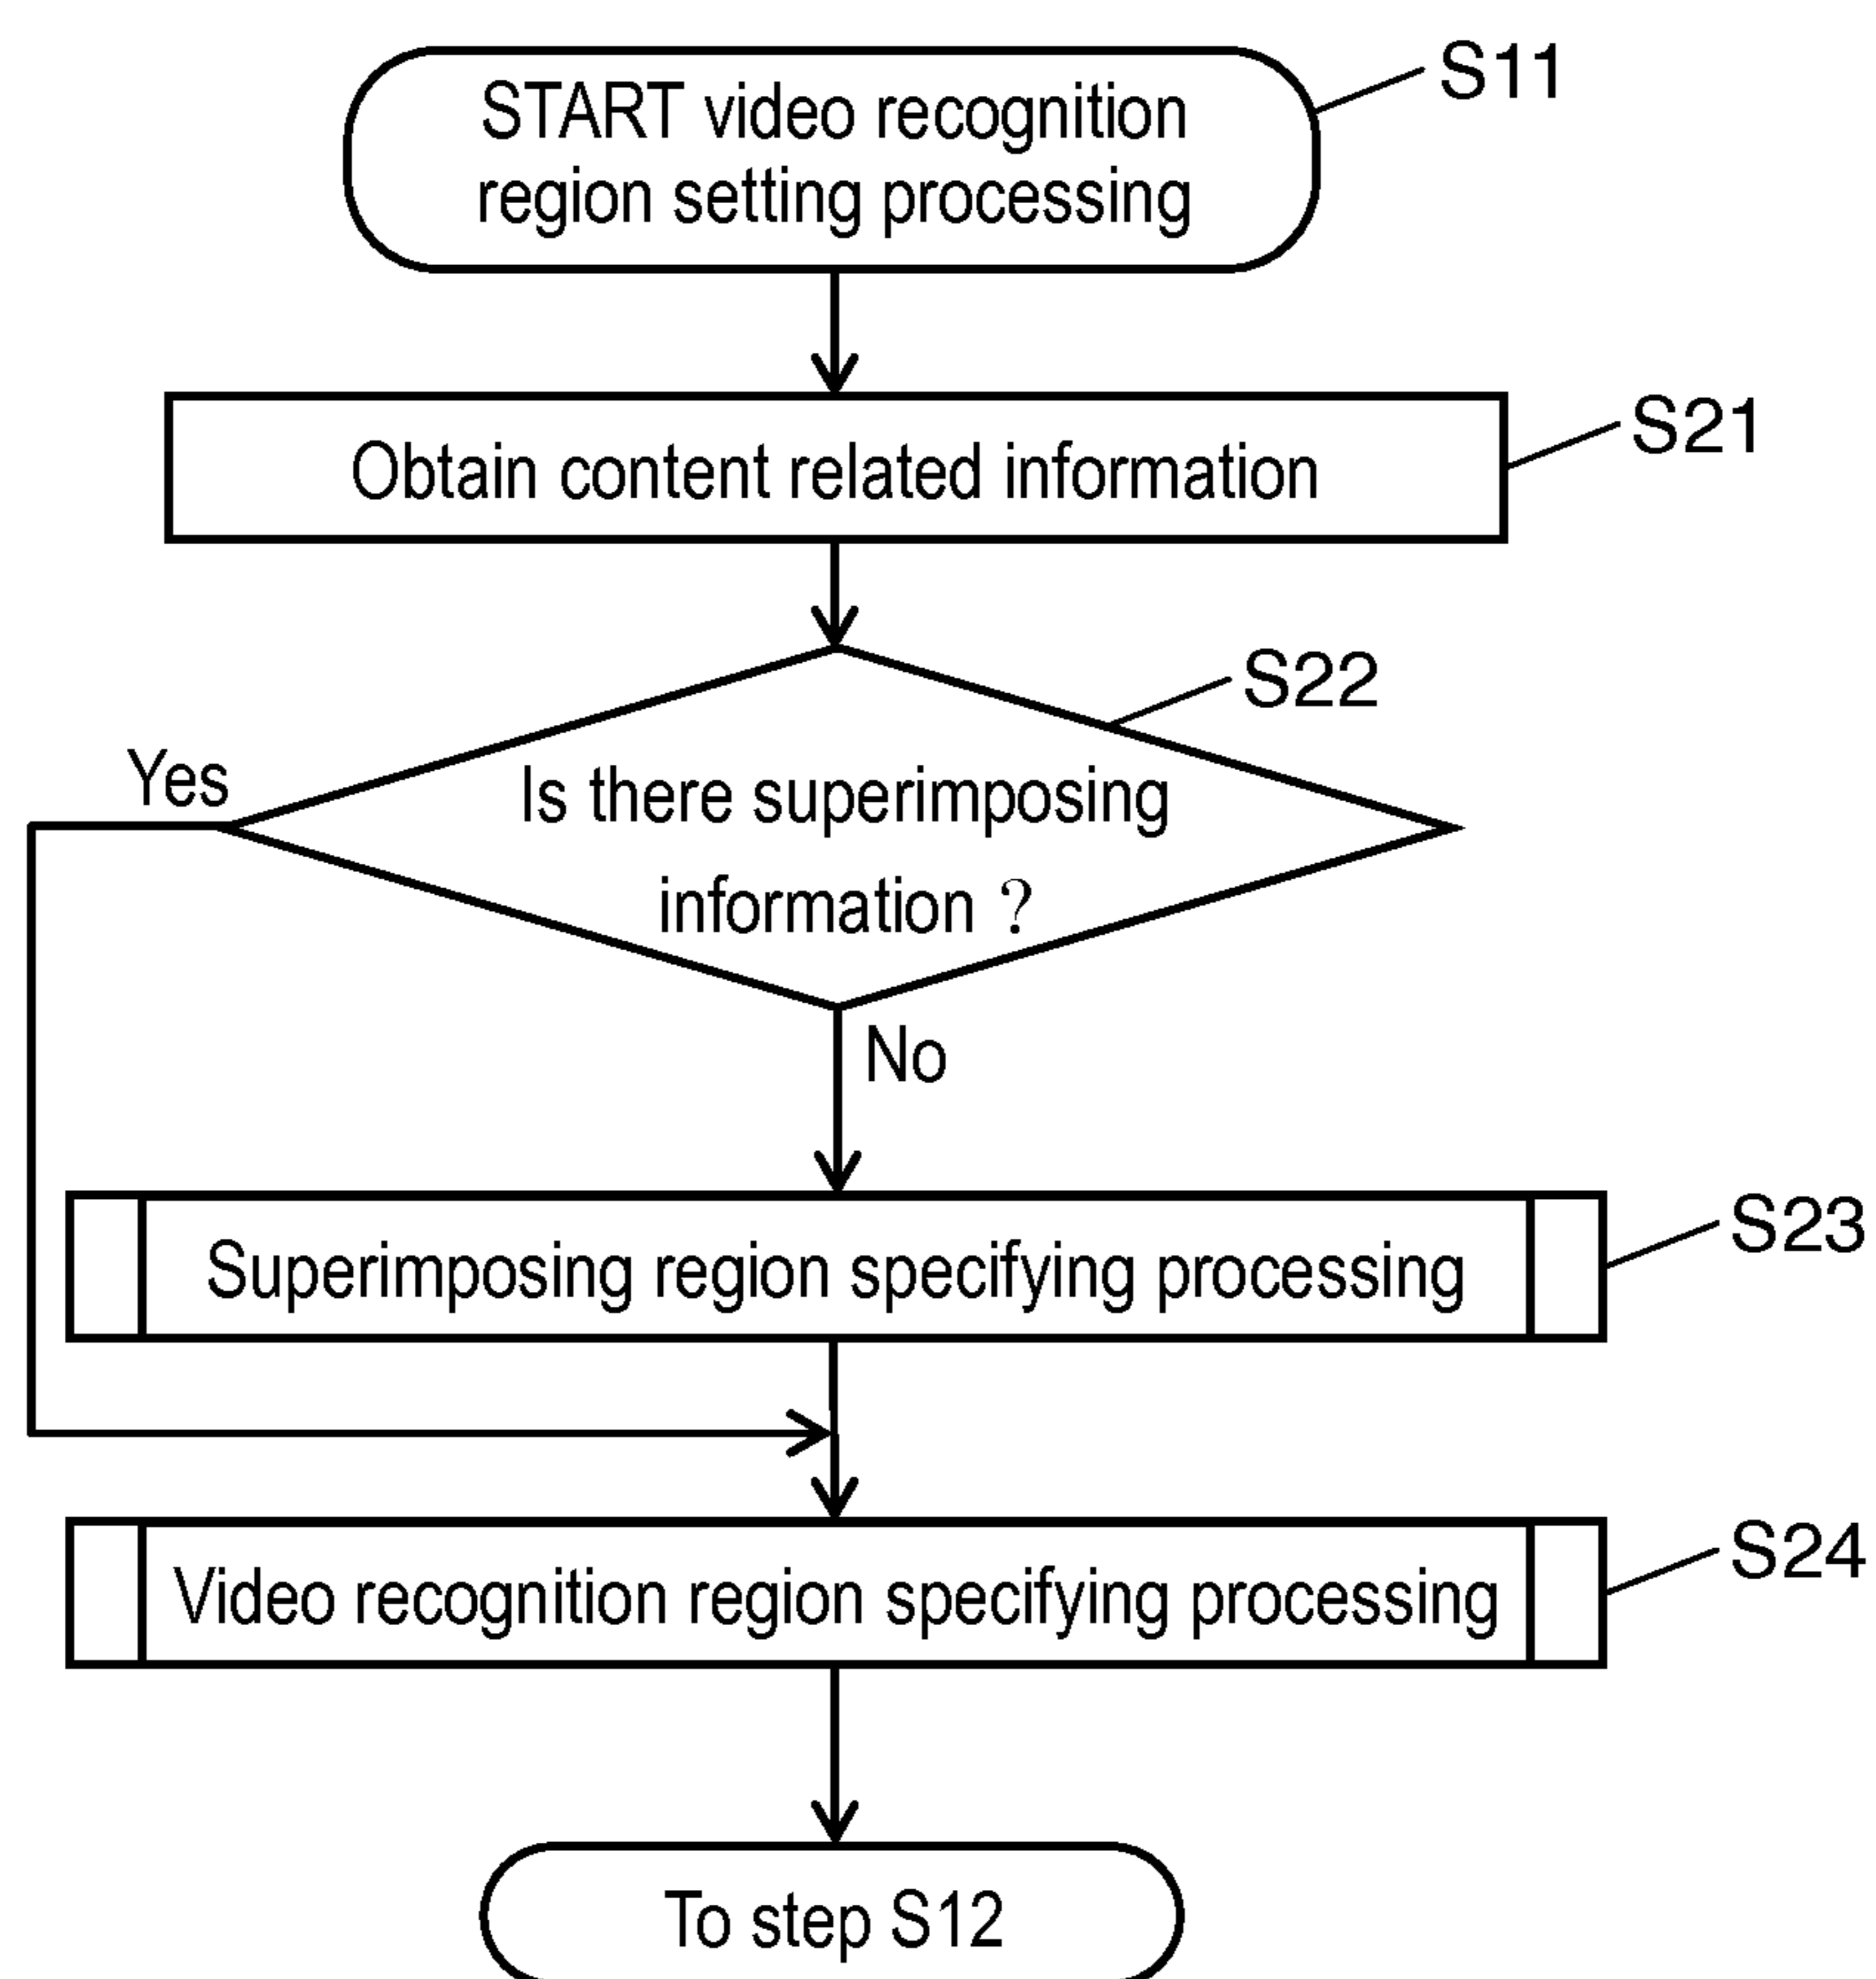 START video recognition
region setting processing
S11
Obtain content related information
S21
S22
Yes
Is there superimposing
information ?
No
Superimposing region specifying processing
S23
Video recognition region specifying processing
S24
To step S12